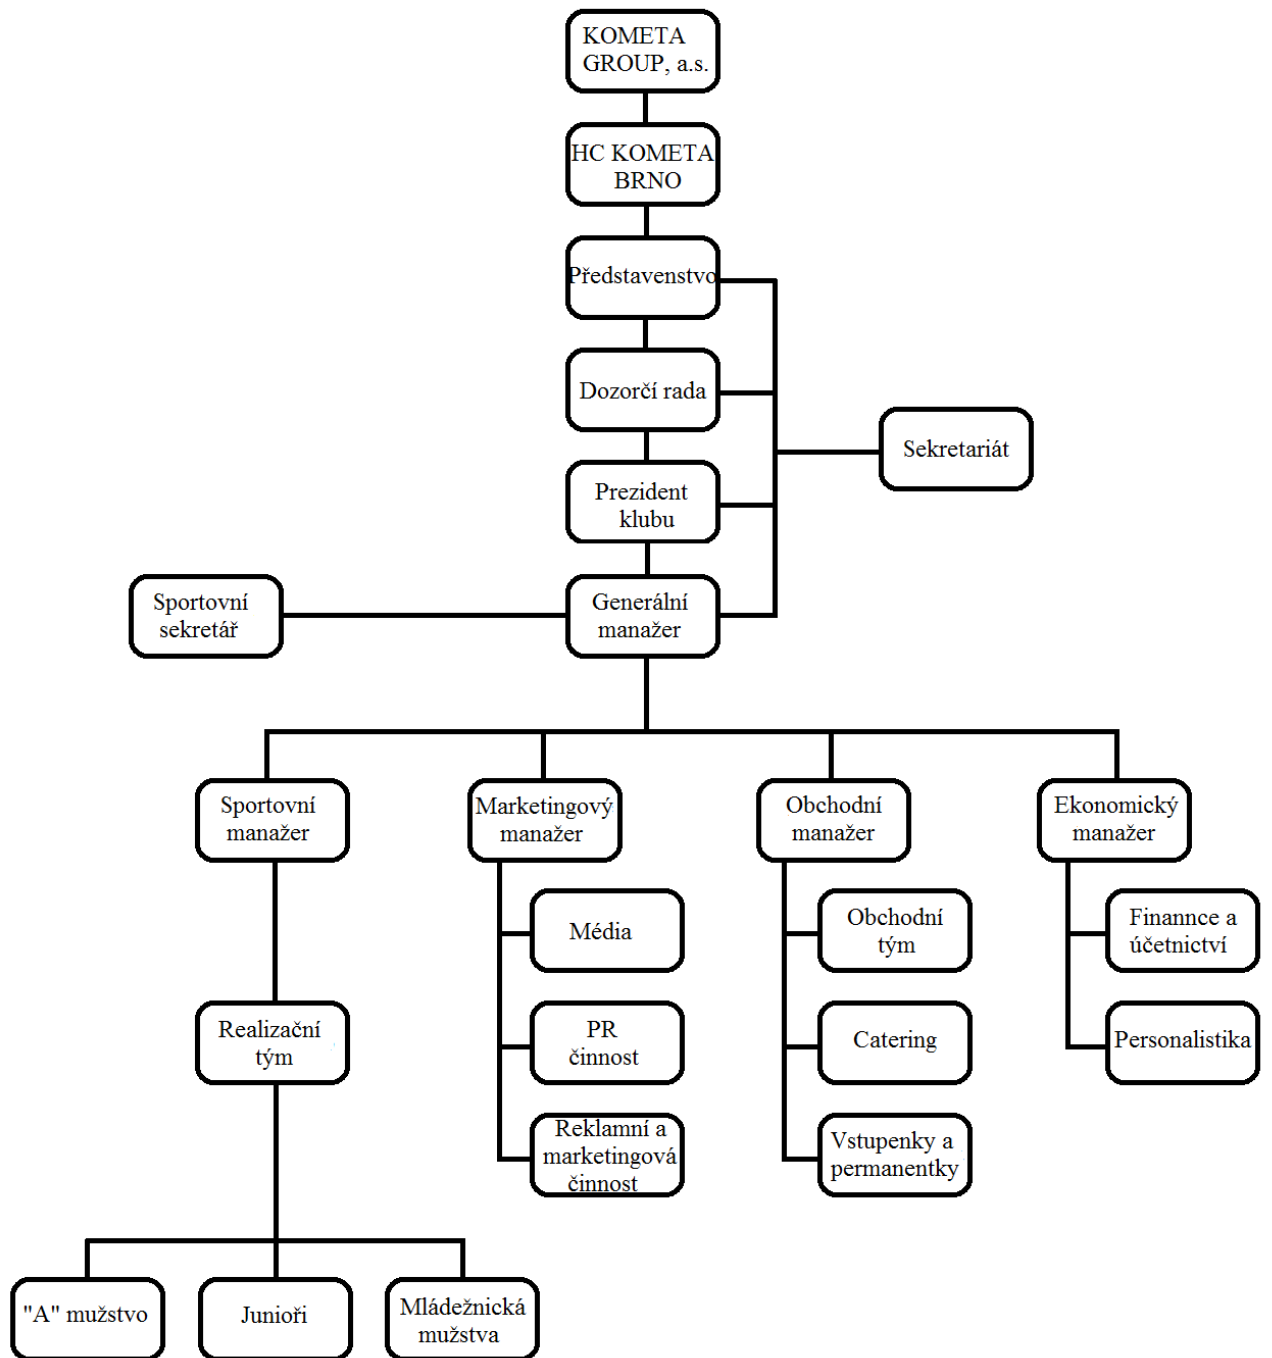 KOMETA
GROUP, a.s.
HC KOMETA
BRNO
Představenstvo
Dozorčí rada
Sekretariát
Prezident
klubu
Sportovní
sekretář
Generální
manažer
Sportovní
manažer
Marketingový
manažer
Obchodní
manažer
Ekonomický
manažer
Média
Obchodní
tým
Finannce a
účetnictví
Realizační
tým
PR
činnost
Catering
Personalistika
Reklamní a
marketingová
činnost
Vstupenky a
permanentky
"A" mužstvo
Junioři
Mládežnická
mužstva